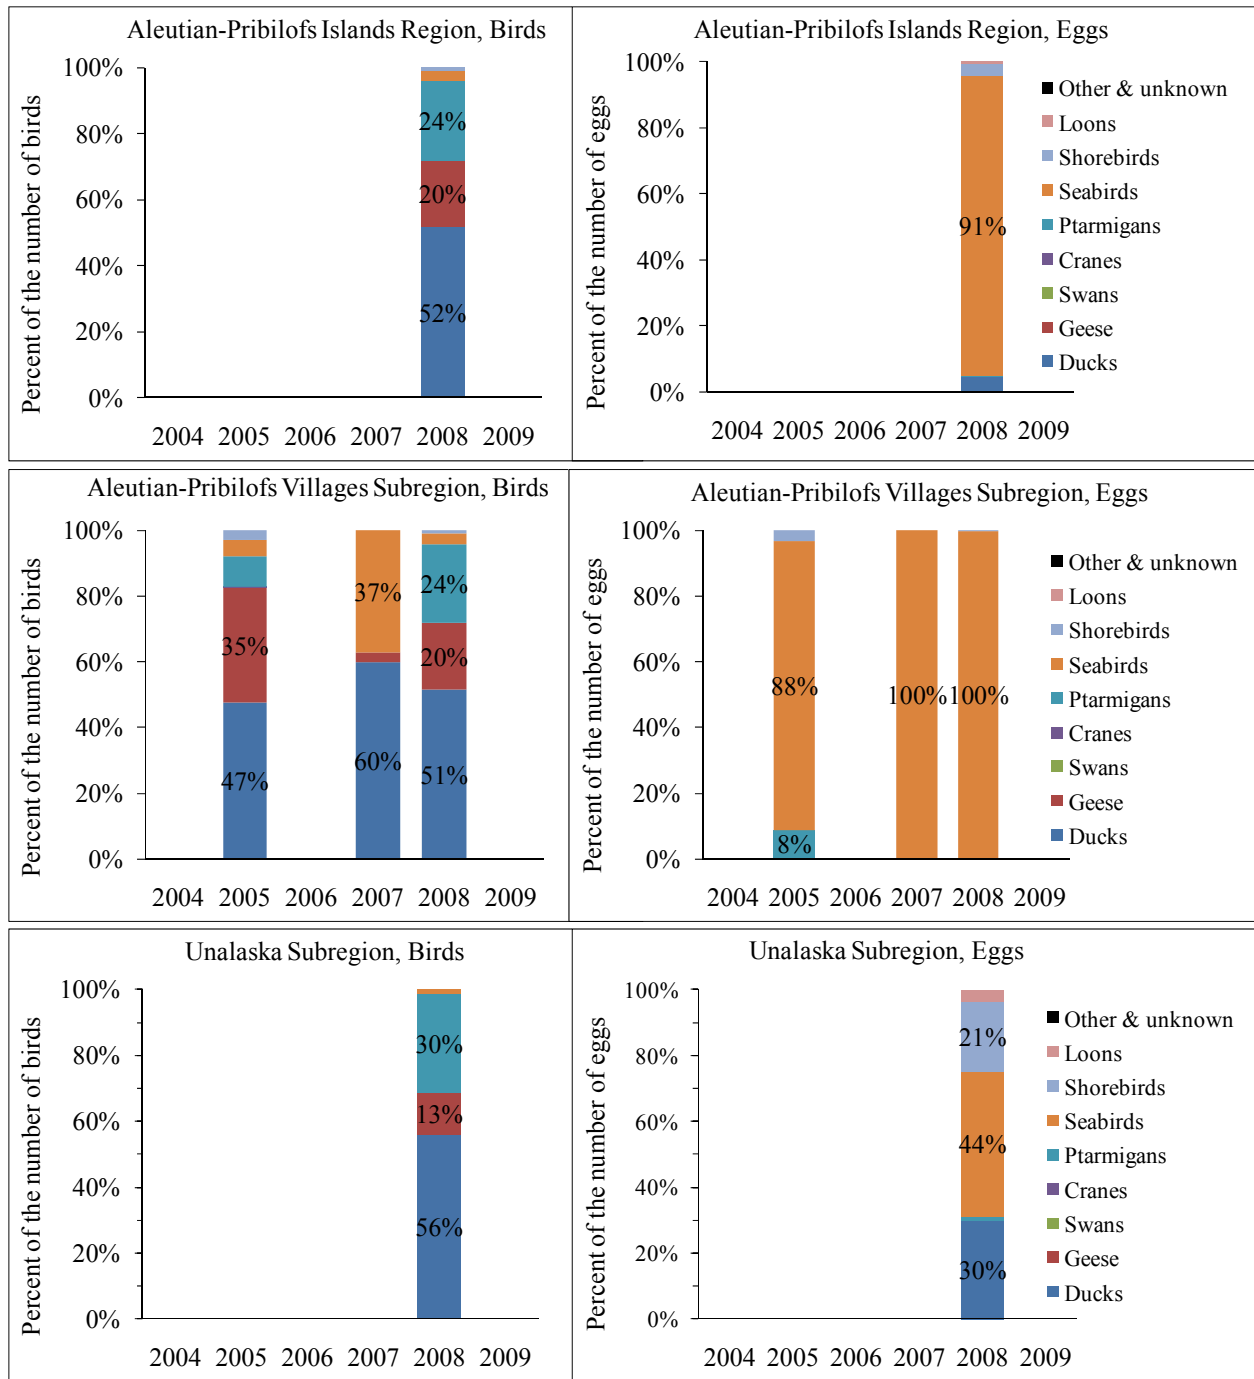 Aleutian-Pribilofs Islands Region, Birds
Percent of the number of birds
100%
80%
60%
40%
20%
0%
24%
20%
52%
2004 2005 2006 2007 2008 2009
Aleutian-Pribilofs Islands Region, Eggs
Percent of the number of eggs
100%
80%
60%
40%
20%
0%
91%
2004 2005 2006 2007 2008 2009
Other & unknown
Loons
Shorebirds
Seabirds
Ptarmigans
Cranes
Swans
Geese
Ducks
Aleutian-Pribilofs Villages Subregion, Birds
Percent of the number of birds
100%
80%
60%
40%
20%
0%
35%
47%
37%
60%
24%
20%
51%
2004 2005 2006 2007 2008 2009
Aleutian-Pribilofs Villages Subregion, Eggs
Percent of the number of eggs
100%
80%
60%
40%
20%
0%
88%
8%
100%
100%
2004 2005 2006 2007 2008 2009
Other & unknown
Loons
Shorebirds
Seabirds
Ptarmigans
Cranes
Swans
Geese
Ducks
Unalaska Subregion, Birds
Percent of the number of birds
100%
80%
60%
40%
20%
0%
30%
13%
56%
2004 2005 2006 2007 2008 2009
Unalaska Subregion, Eggs
Percent of the number of eggs
100%
80%
60%
40%
20%
0%
21%
44%
30%
2004 2005 2006 2007 2008 2009
Other & unknown
Loons
Shorebirds
Seabirds
Ptarmigans
Cranes
Swans
Geese
Ducks